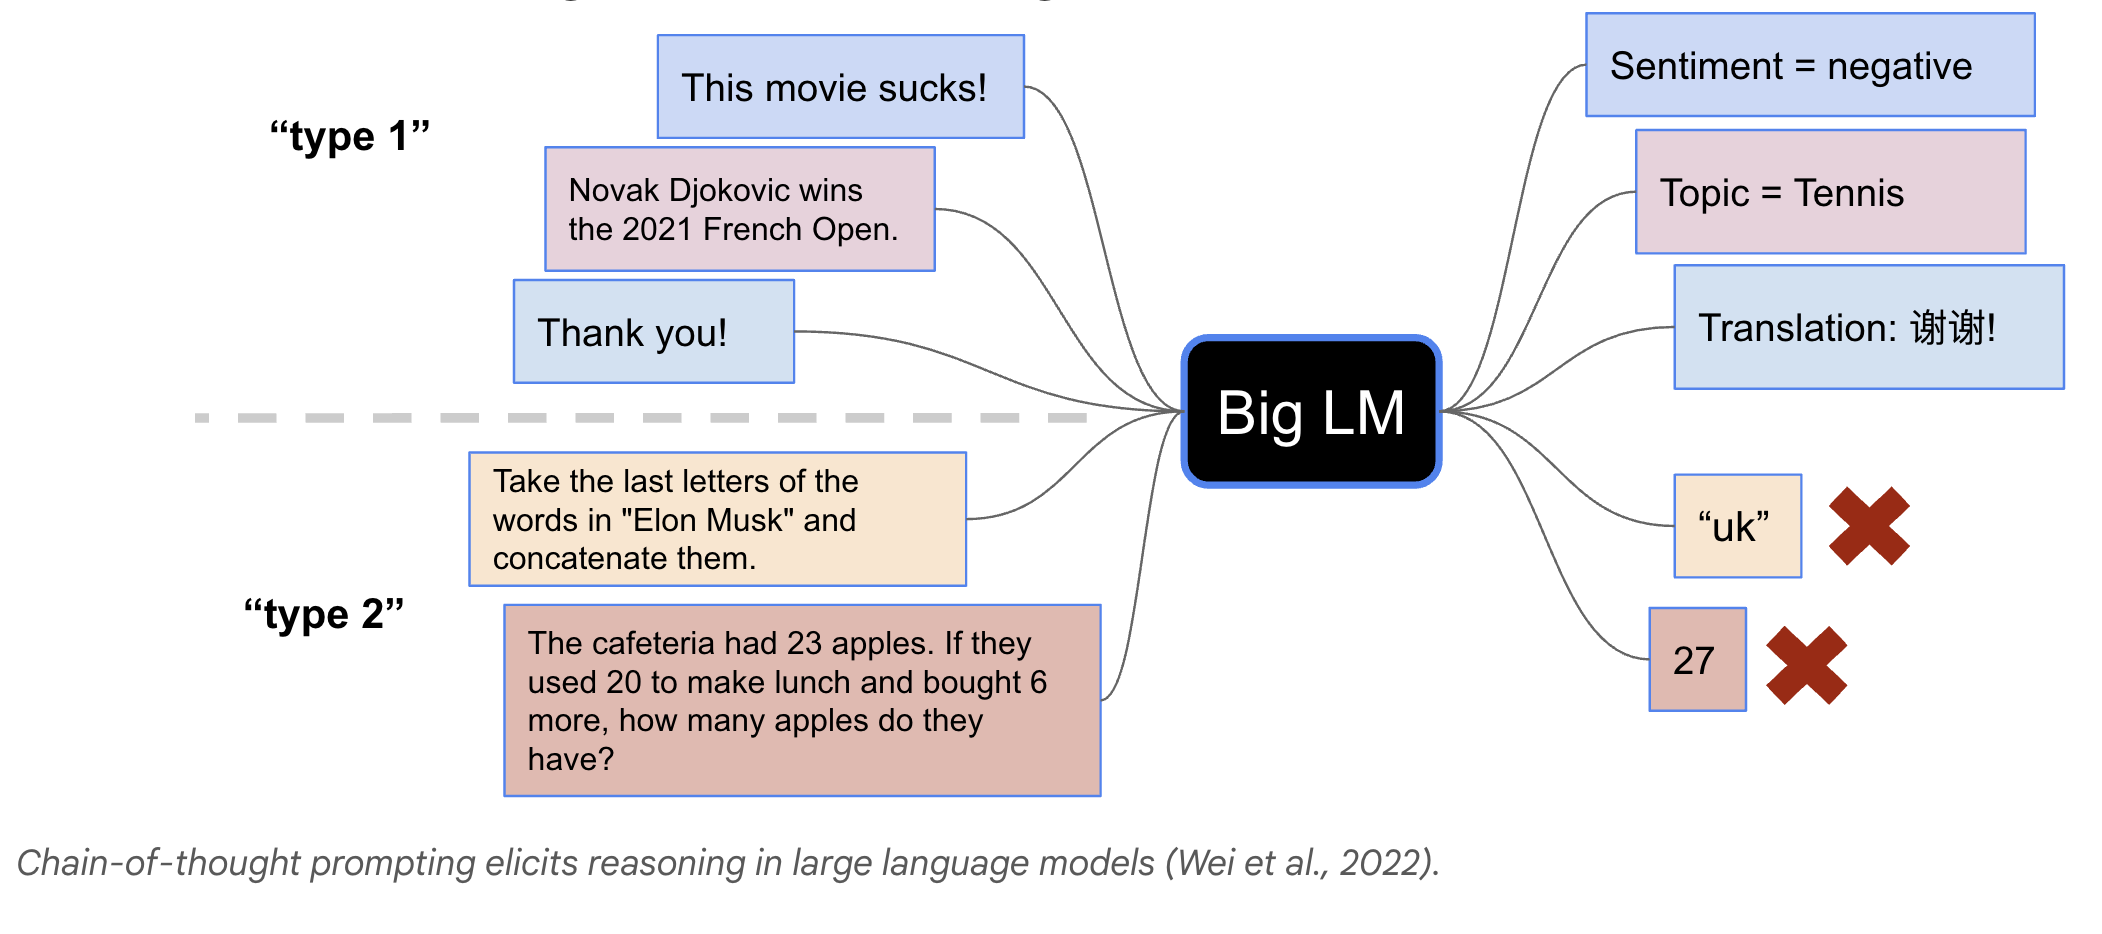 “type 1”
This movie sucks!
Novak Djokovic wins
the 2021 French Open.
Thank you!
“type 2”
Take the last letters of the
words in "Elon Musk" and
concatenate them.
The cafeteria had 23 apples. If they
used 20 to make lunch and bought 6
more, how many apples do they
have?
Big LM
Sentiment = negative
Topic = Tennis
Translation: 谢谢!
“uk”
27
Chain-of-thought prompting elicits reasoning in large language models (Wei et al., 2022).